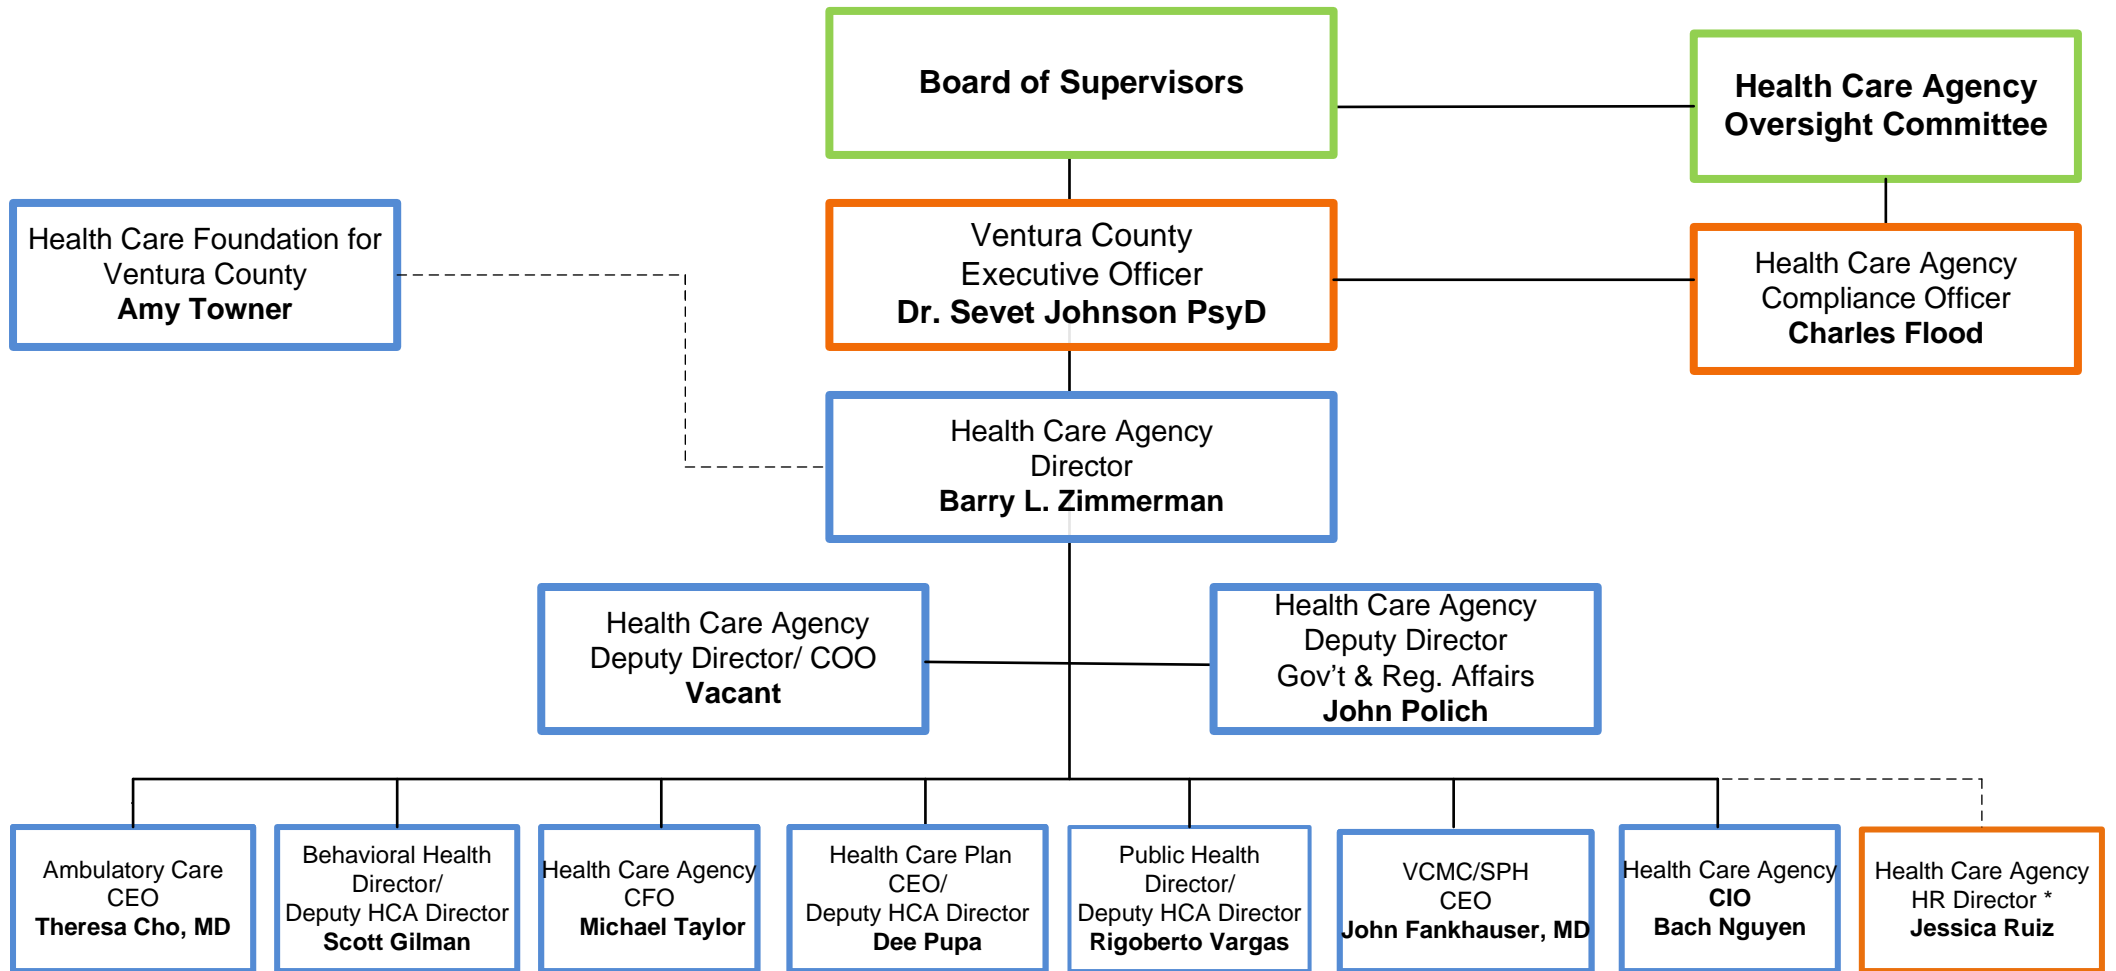 Board of Supervisors
Health Care Agency
Oversight Committee
Health Care Foundation for
Ventura County
Amy Towner
Ventura County
Executive Officer
Dr. Sevet Johnson PsyD
Health Care Agency
Compliance Officer
Charles Flood
Health Care Agency
Director
Barry L. Zimmerman
Health Care Agency
Deputy Director/ COO
Vacant
Health Care Agency
Deputy Director
Gov’t & Reg. Affairs
John Polich
Ambulatory Care
CEO
Theresa Cho, MD
Behavioral Health
Director/
Deputy HCA Director
Scott Gilman
Health Care Agency
CFO
Michael Taylor
Health Care Plan
CEO/
Deputy HCA Director
Dee Pupa
Public Health
Director/
Deputy HCA Director
Rigoberto Vargas
VCMC/SPH
CEO
John Fankhauser, MD
Health Care Agency
CIO
Bach Nguyen
Health Care Agency
HR Director *
Jessica Ruiz